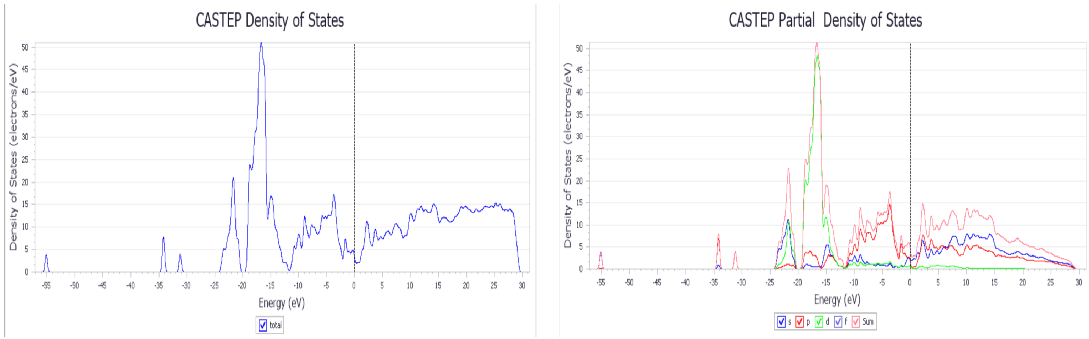 CASTEP Density of States
Density of States (electrons/eV)
50
45
40
35
30
25
20
15
10
5
0
-55 -50 -45 -40 -35 -30 -25 -20 -15 -10 -5 0 5 10 15 20 25 30
Energy (eV)
total
CASTEP Partial Density of States
Density of States (electrons/eV)
50
45
40
35
30
25
20
15
10
5
0
-55 -50 -45 -40 -35 -30 -25 -20 -15 -10 -5 0 5 10 15 20 25 30
Energy (eV)
s p d f Sum